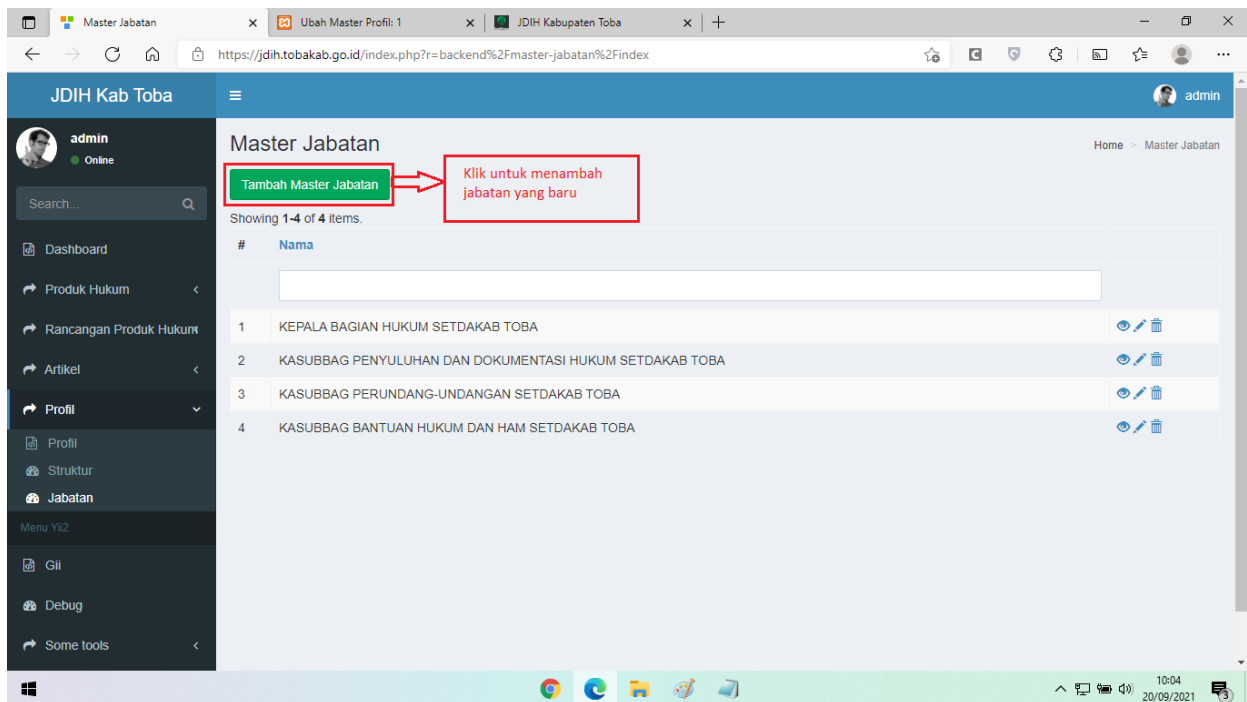 Master Jabatan
Ubah Master Profil: 1
JDIH Kabupaten Toba
https://jdih.tobakab.go.id/index.php?r=backend%2Fmaster-jabatan%2Findex
JDIH Kab Toba
admin
admin
Online
Search...
Dashboard
Produk Hukum
Rancangan Produk Hukum
Artikel
Profil
Profil
Struktur
Jabatan
Menu Yii2
Gii
Debug
Some tools
Master Jabatan
Home > Master Jabatan
Tambah Master Jabatan
Klik untuk menambah
jabatan yang baru
Showing 1-4 of 4 items.
# Nama
1 KEPALA BAGIAN HUKUM SETDAKAB TOBA
2 KASUBBAG PENYULUHAN DAN DOKUMENTASI HUKUM SETDAKAB TOBA
3 KASUBBAG PERUNDANG-UNDANGAN SETDAKAB TOBA
4 KASUBBAG BANTUAN HUKUM DAN HAM SETDAKAB TOBA
10:04
20/09/2021
3